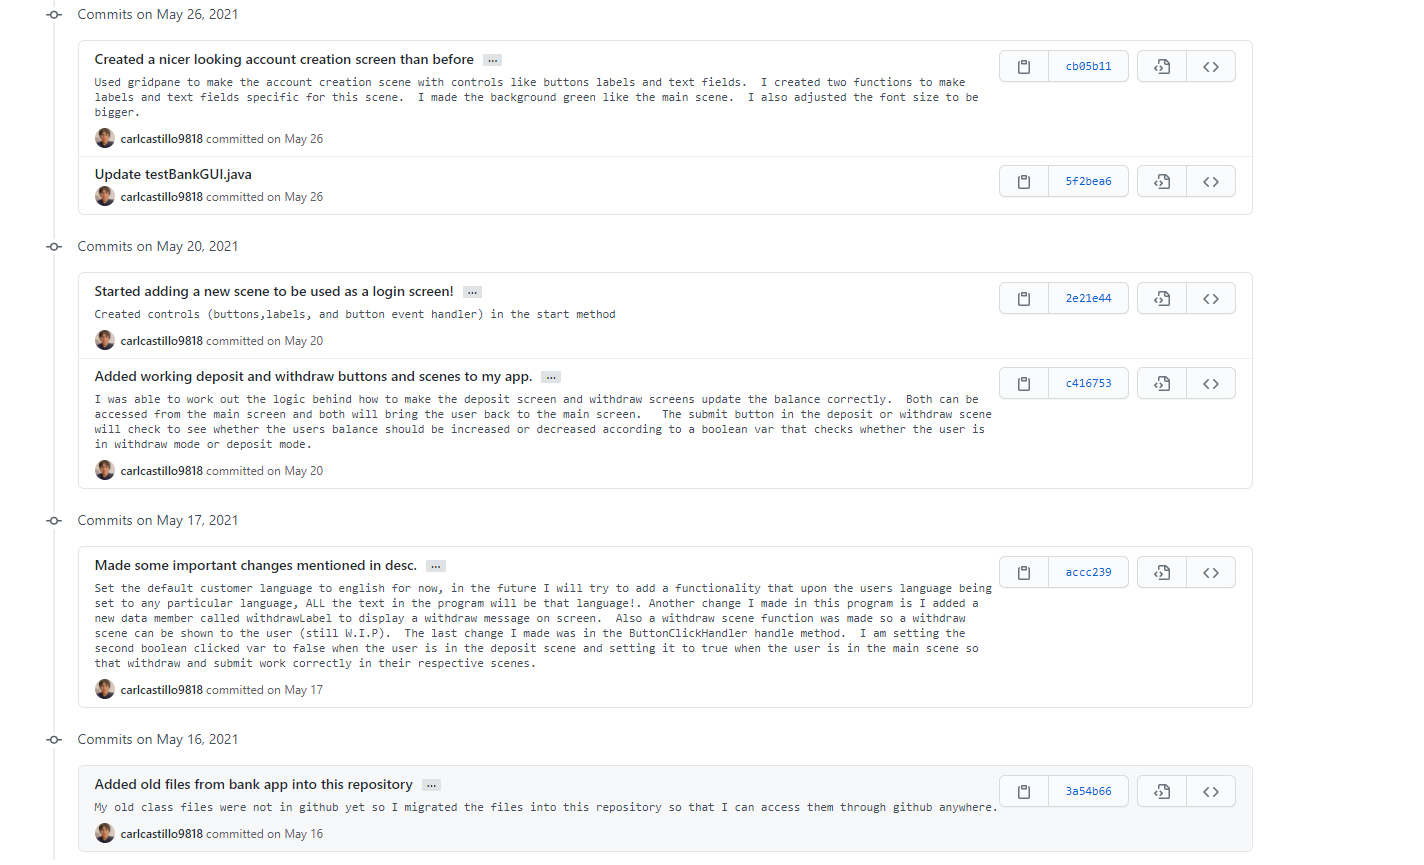 Commits on May 26, 2021
Created a nicer looking account creation screen than before ...
cb05b11
Used gridpane to make the account creation scene with controls like buttons labels and text fields.  I created two functions to make
labels and text fields specific for this scene.  I made the background green like the main scene.  I also adjusted the font size to be
bigger.
carlcastillo9818 committed on May 26
Update testBankGUI.java
5f2bea6
carlcastillo9818 committed on May 26
Commits on May 20, 2021
Started adding a new scene to be used as a login screen! ...
2e21e44
Created controls (buttons,labels, and button event handler) in the start method
carlcastillo9818 committed on May 20
Added working deposit and withdraw buttons and scenes to my app. ...
c416753
I was able to work out the logic behind how to make the deposit screen and withdraw screens update the balance correctly.  Both can be
accessed from the main screen and both will bring the user back to the main screen.   The submit button in the deposit or withdraw scene
will check to see whether the users balance should be increased or decreased according to a boolean var that checks whether the user is
in withdraw mode or deposit mode.
carlcastillo9818 committed on May 20
Commits on May 17, 2021
Made some important changes mentioned in desc. ...
accc239
Set the default customer language to english for now, in the future I will try to add a functionality that upon the users language being
set to any particular language, ALL the text in the program will be that language!. Another change I made in this program is I added a
new data member called withdrawLabel to display a withdraw message on screen.  Also a withdraw scene function was made so a withdraw
scene can be shown to the user (still W.I.P).  The last change I made was in the ButtonClickHandler handle method.  I am setting the
second boolean clicked var to false when the user is in the deposit scene and setting it to true when the user is in the main scene so
that withdraw and submit work correctly in their respective scenes.
carlcastillo9818 committed on May 17
Commits on May 16, 2021
Added old files from bank app into this repository ...
3a54b66
My old class files were not in github yet so I migrated the files into this repository so that I can access them through github anywhere.
carlcastillo9818 committed on May 16